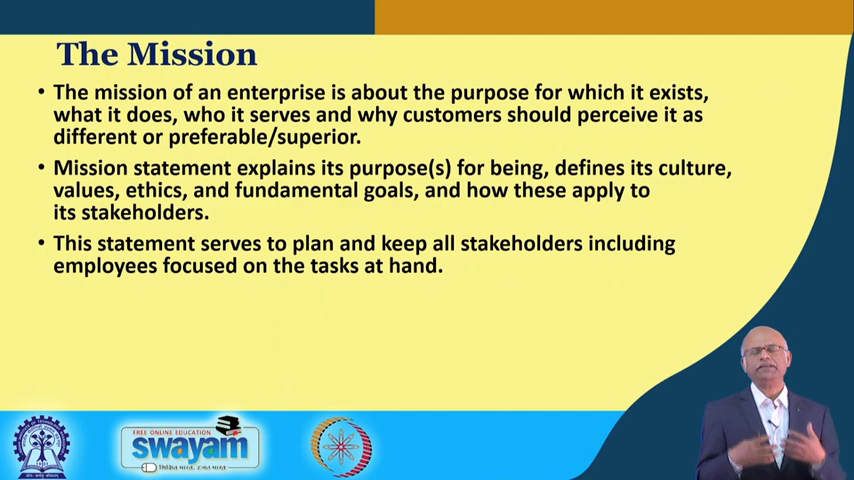 The Mission
• The mission of an enterprise is about the purpose for which it exists,
what it does, who it serves and why customers should perceive it as
different or preferable/superior.
• Mission statement explains its purpose(s) for being, defines its culture,
values, ethics, and fundamental goals, and how these apply to
its stakeholders.
• This statement serves to plan and keep all stakeholders including
employees focused on the tasks at hand.
FREE ONLINE EDUCATION
swayam